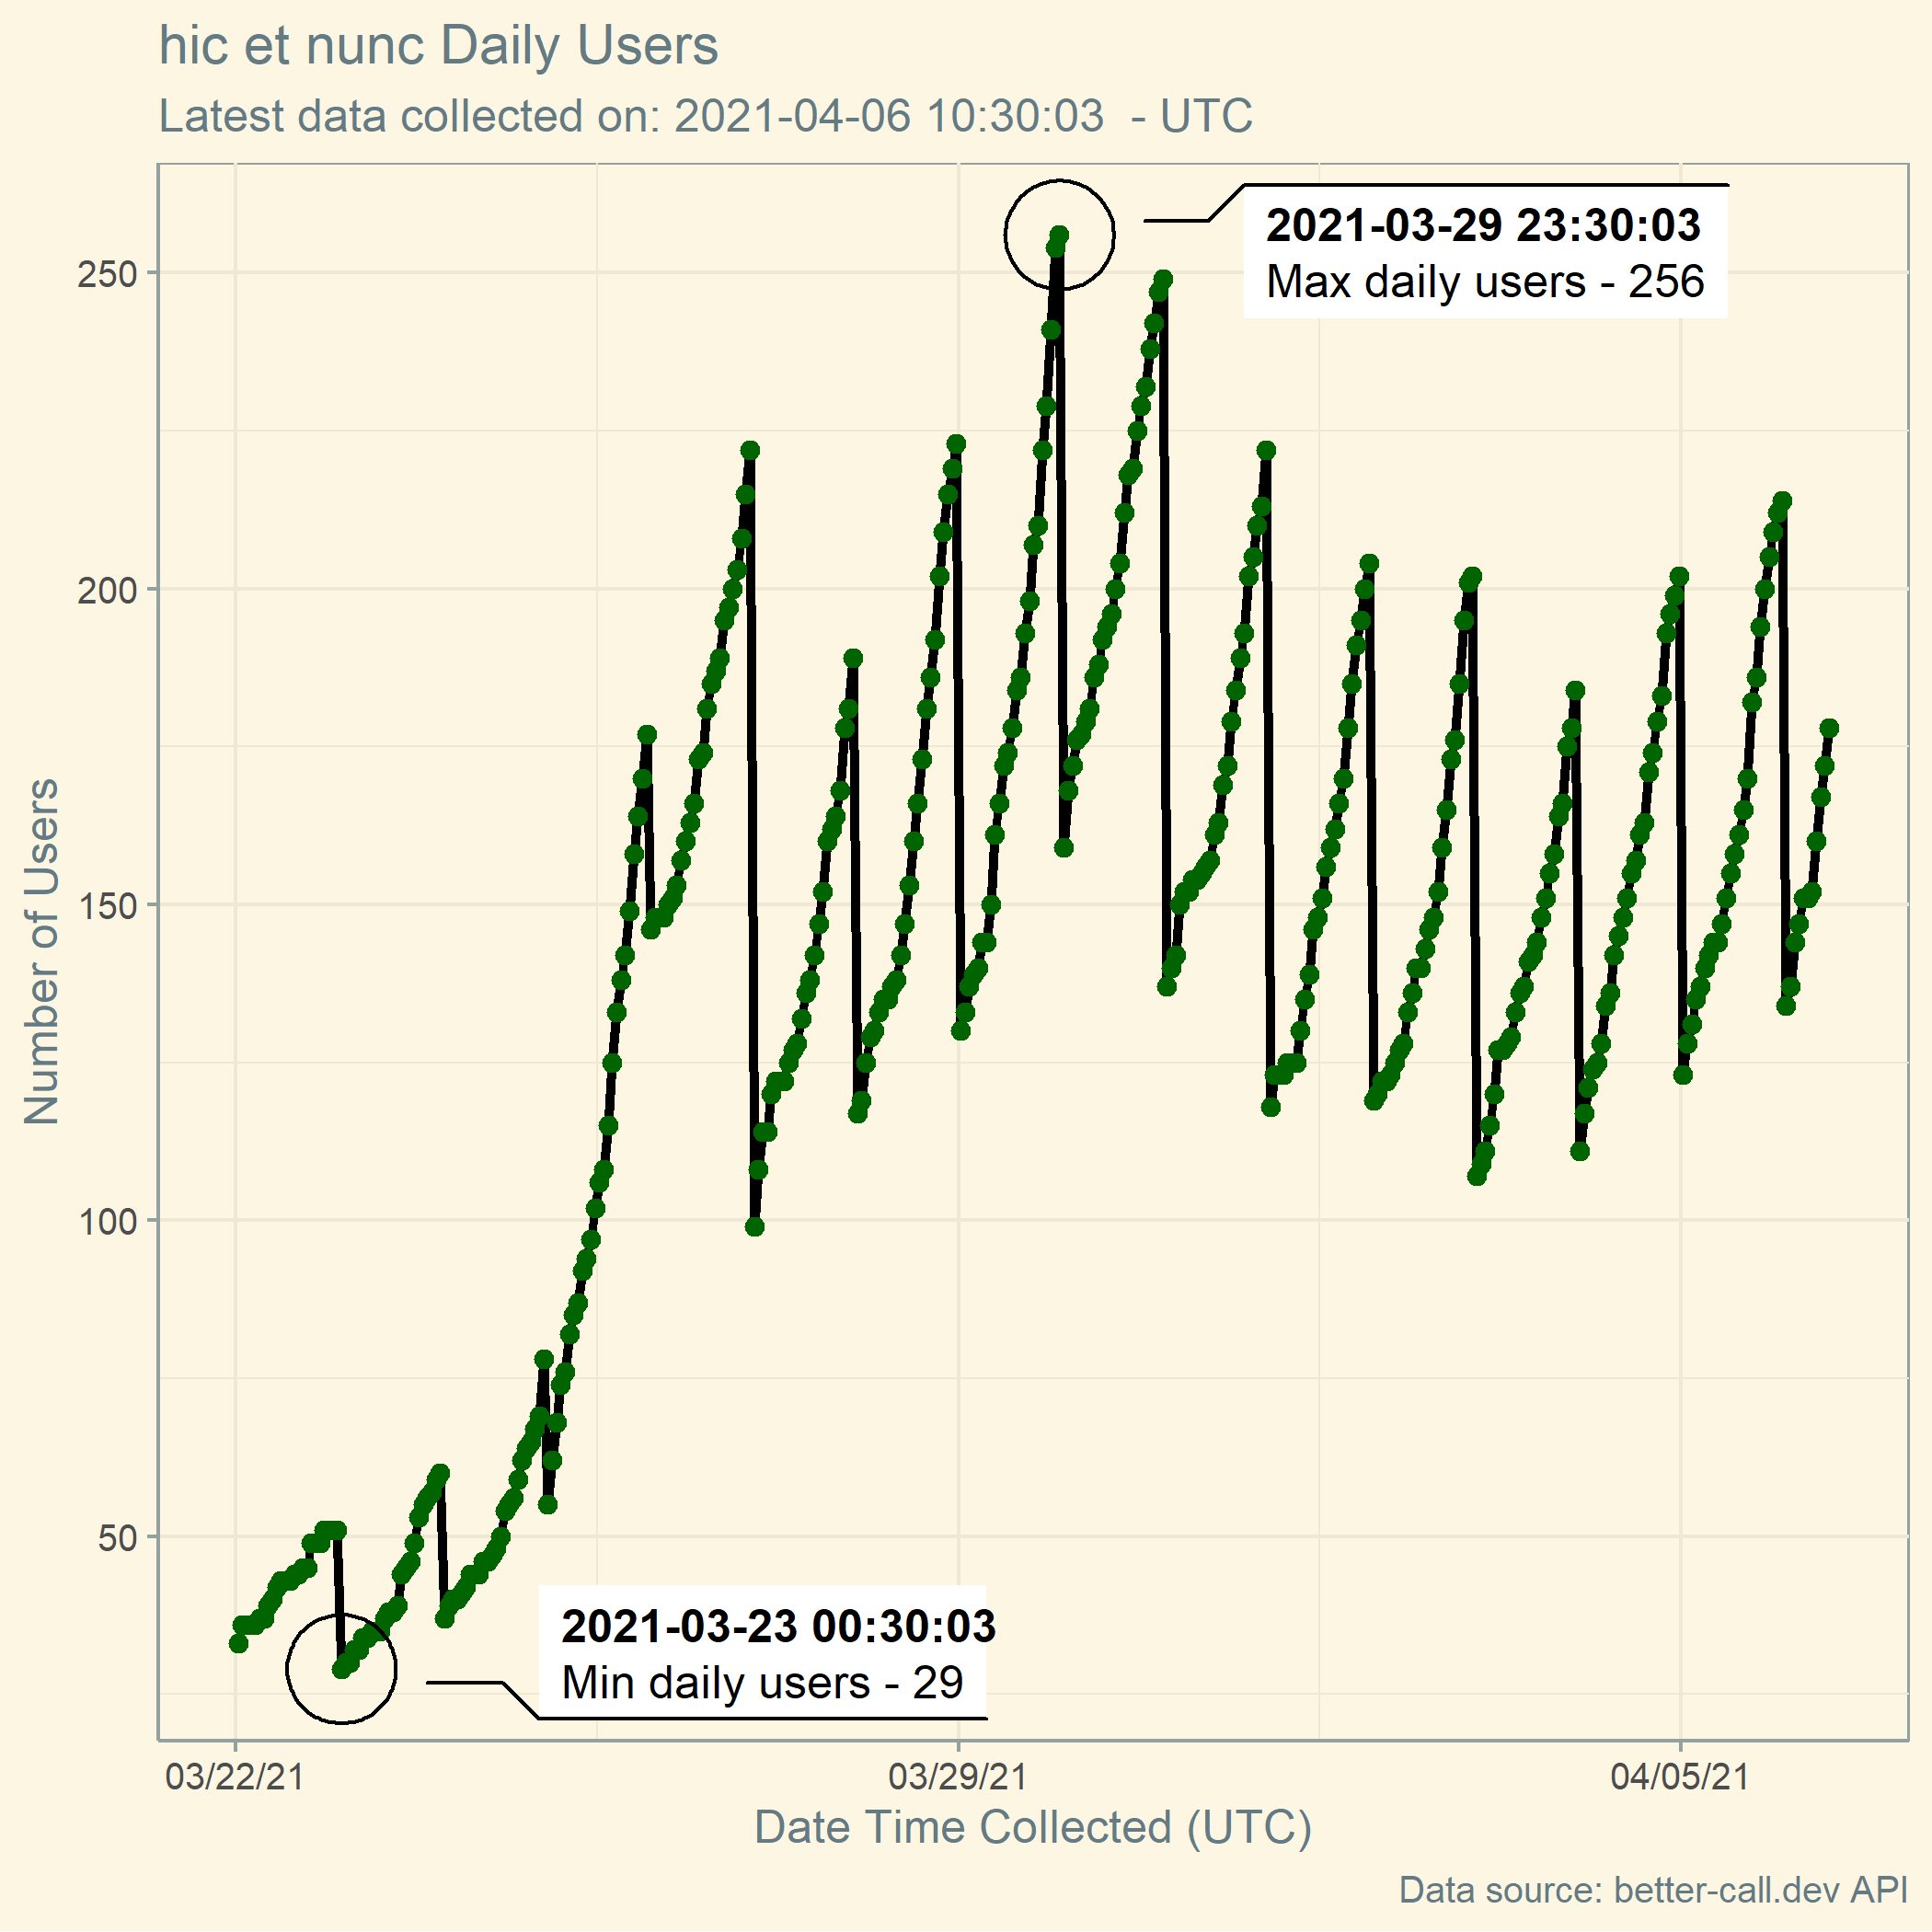 hic et nunc Daily Users
Latest data collected on: 2021-04-06 10:30:03  - UTC
2021-03-29 23:30:03
Max daily users - 256
250
200
150
100
50
Number of Users
2021-03-23 00:30:03
Min daily users - 29
03/22/21
03/29/21
04/05/21
Date Time Collected (UTC)
Data source: better-call.dev API